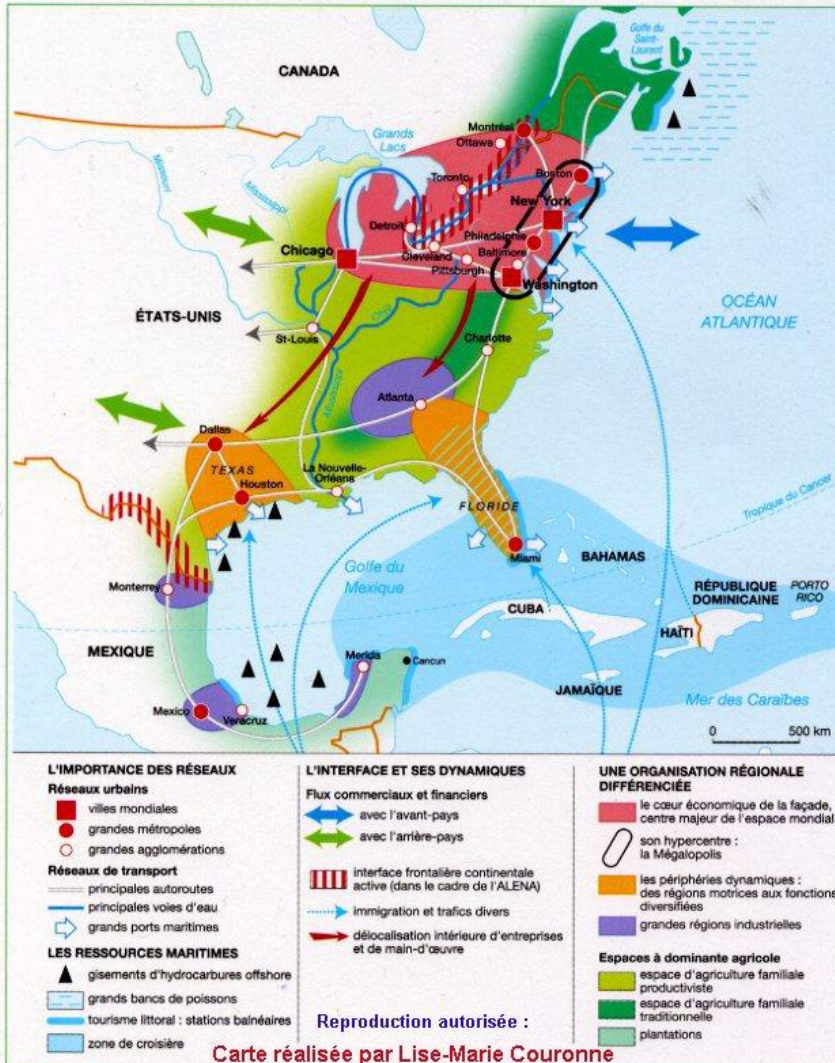 Golfe du
Saint-
Laurent
CANADA
Grands
Lacs
Montréal
Ottawa
Toronto
Boston
Missouri
Mississippi
New York
Detroit
Philadelphie
Chicago
Cleveland
Baltimore
Pittsburgh
Washington
OCÉAN
ATLANTIQUE
ÉTATS-UNIS
St-Louis
Ohio
Charlotte
Mississippi
Atlanta
Dallas
TEXAS
La Nouvelle-
Orléans
Houston
FLORIDE
Tropique du Cancer
Miami
Golfe du
Mexique
BAHAMAS
Monterrey
RÉPUBLIQUE
DOMINICAINE
PORTO
RICO
CUBA
HAÏTI
MEXIQUE
Merida
Cancun
JAMAÏQUE
Mexico
Veracruz
Mer des Caraïbes
0 500 km
L'IMPORTANCE DES RÉSEAUX
Réseaux urbains
villes mondiales
grandes métropoles
grandes agglomérations
Réseaux de transport
principales autoroutes
principales voies d'eau
grands ports maritimes
LES RESSOURCES MARITIMES
gisements d'hydrocarbures offshore
grands bancs de poissons
tourisme littoral : stations balnéaires
zone de croisière
L'INTERFACE ET SES DYNAMIQUES
Flux commerciaux et financiers
avec l'avant-pays
avec l'arrière-pays
interface frontalière continentale
active (dans le cadre de l'ALENA)
immigration et trafics divers
délocalisation intérieure d'entreprises
et de main-d'œuvre
UNE ORGANISATION RÉGIONALE
DIFFÉRENCIÉE
le cœur économique de la façade,
centre majeur de l'espace mondial
son hypercentre :
la Mégalopolis
les périphéries dynamiques :
des régions motrices aux fonctions
diversifiées
grandes régions industrielles
Espaces à dominante agricole
espace d'agriculture familiale
productiviste
espace d'agriculture familiale
traditionnelle
plantations
Reproduction autorisée :
Carte réalisée par Lise-Marie Couronne